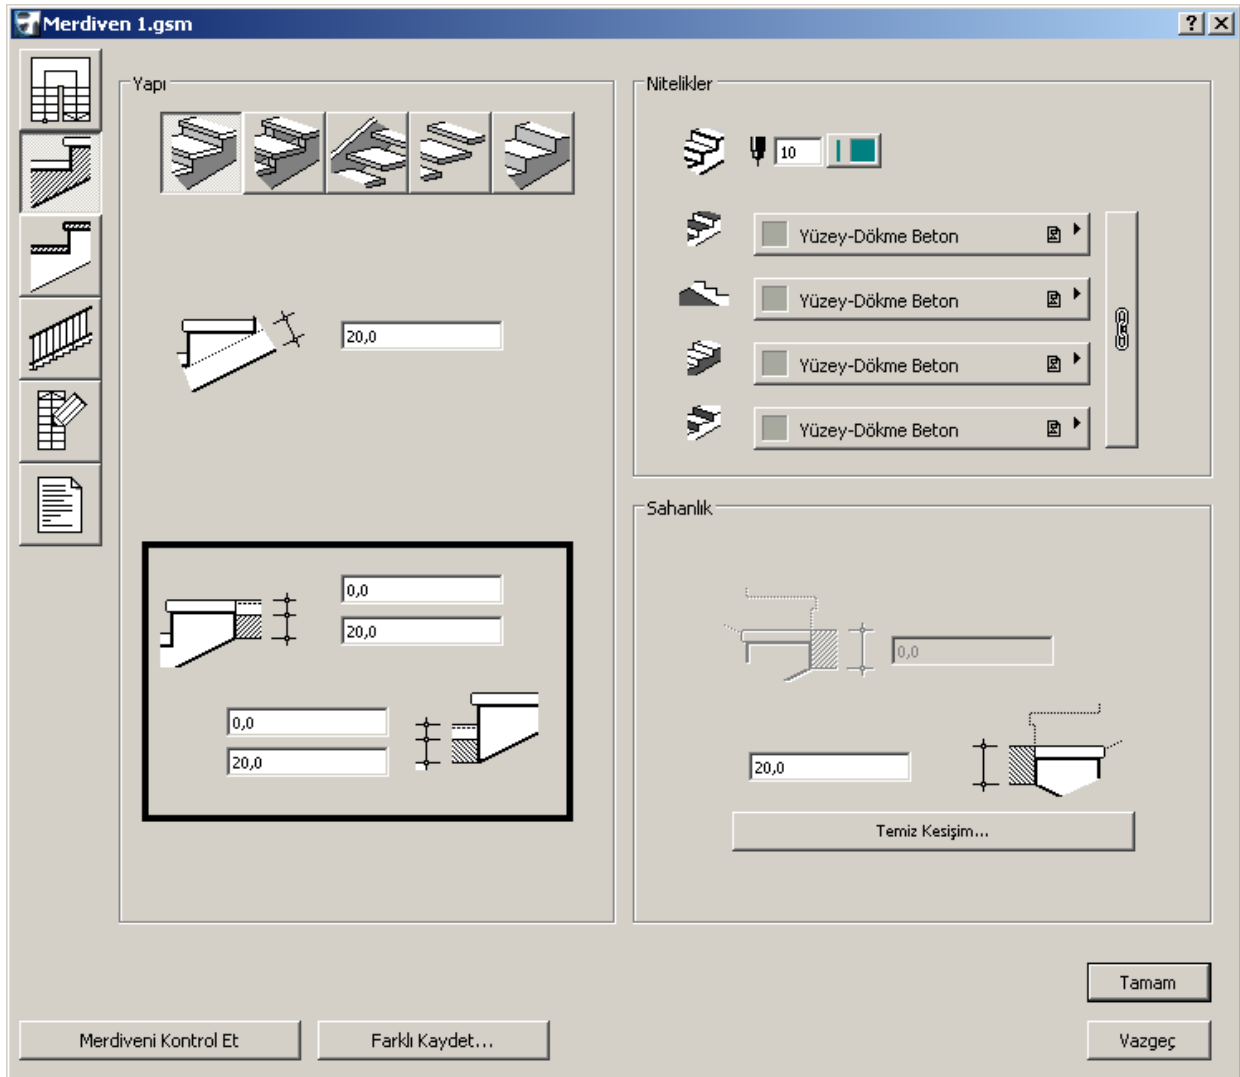 Merdiven 1.gsm
Yapı
20,0
0,0
20,0
0,0
20,0
Nitelikler
10
Yüzey-Dökme Beton
Yüzey-Dökme Beton
Yüzey-Dökme Beton
Yüzey-Dökme Beton
Sahanlık
0,0
20,0
Temiz Kesişim...
Tamam
Merdiveni Kontrol Et
Farklı Kaydet...
Vazgeç